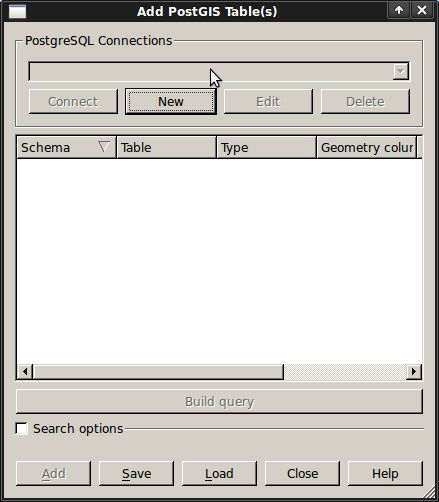 Add PostGIS Table(s)
PostgreSQL Connections
Connect New Edit Delete
Schema Table Type Geometry colur
Build query
Search options
Add Save Load Close Help